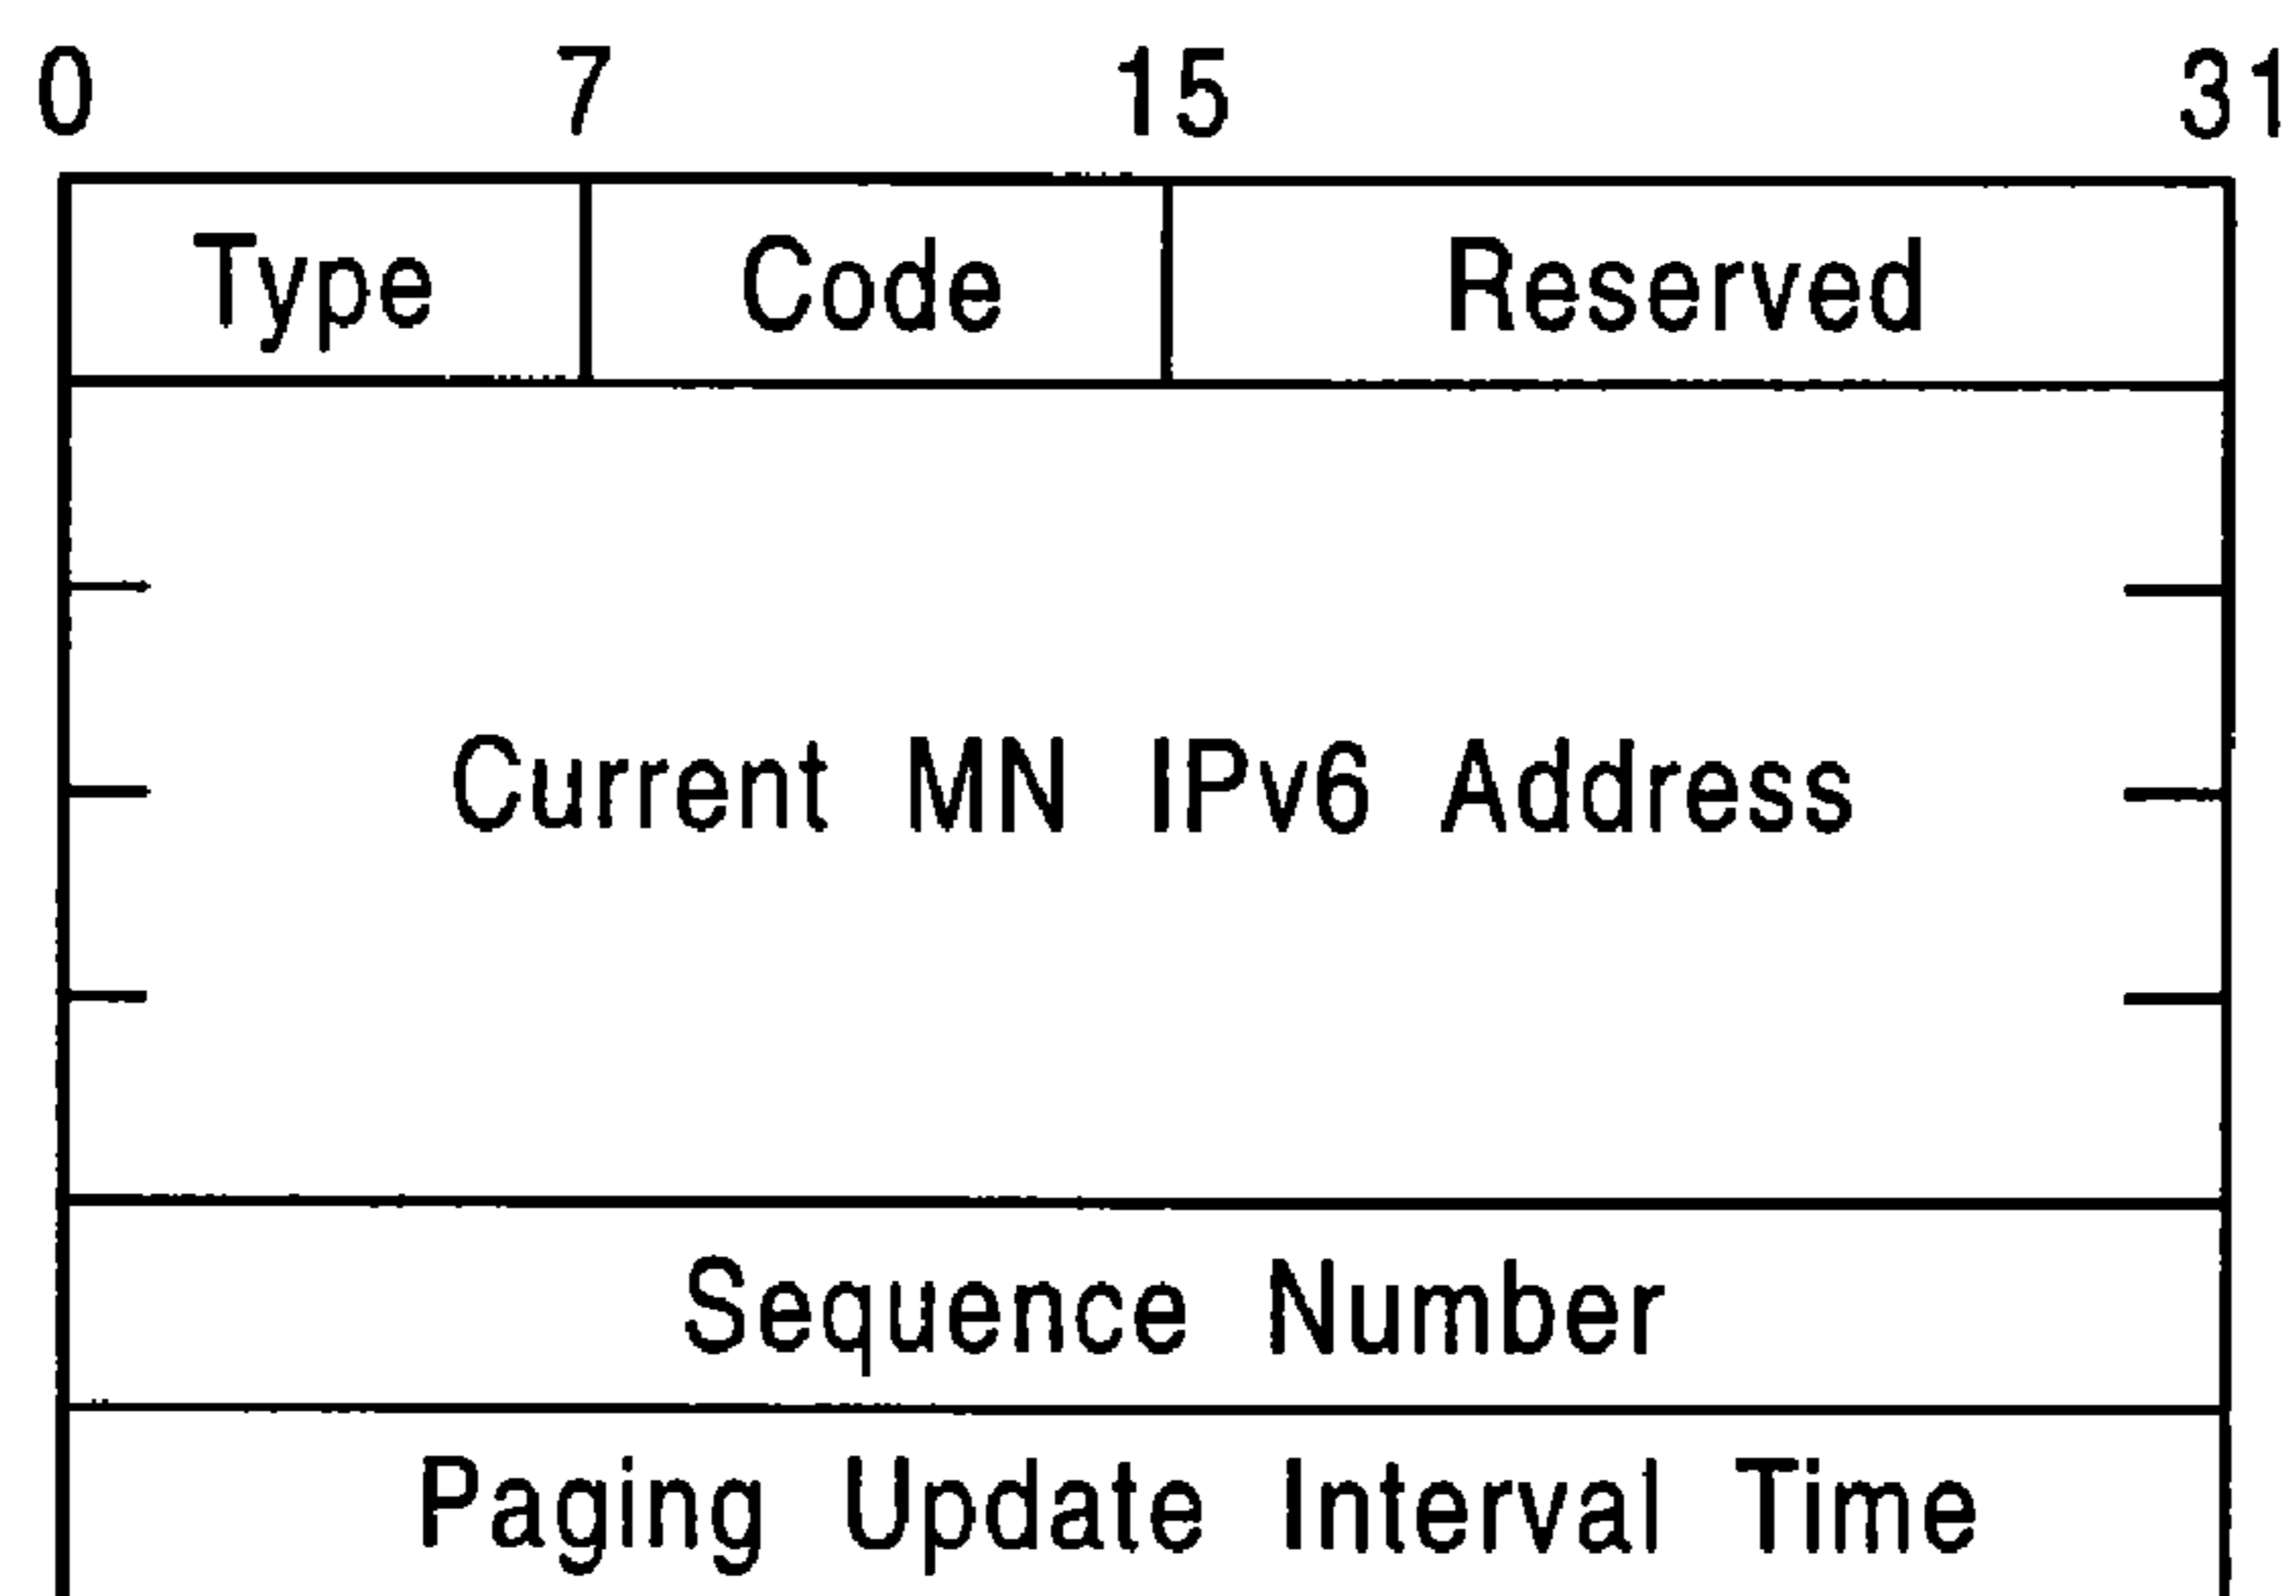 0 7 15 31
Type Code Reserved
Current MN IPv6 Address
Sequence Number
Paging Update Interval Time